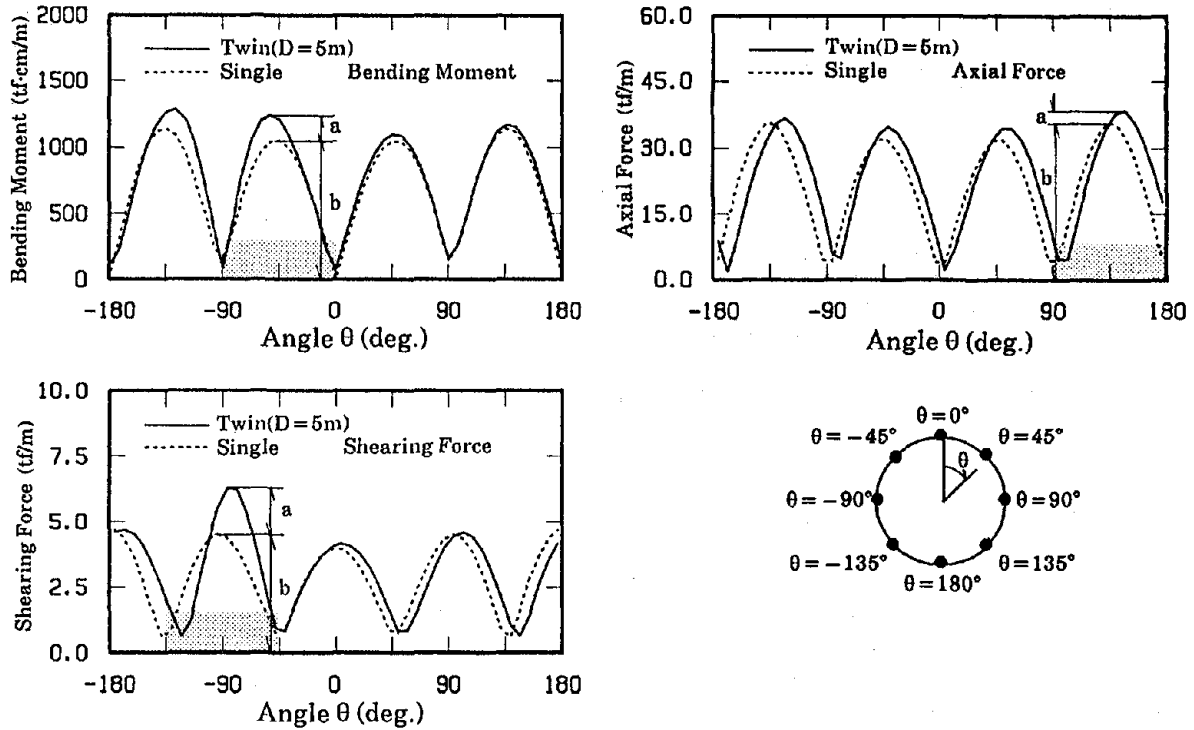 2000
1500
1000
500
0
Bending Moment (tf·cm/m)
Twin(D=5m)
Single Bending Moment
a
b
-180 -90 0 90 180
Angle θ (deg.)
60.0
45.0
30.0
15.0
0.0
Axial Force (tf/m)
Twin(D=5m)
Single Axial Force
a
b
-180 -90 0 90 180
Angle θ (deg.)
10.0
7.5
5.0
2.5
0.0
Shearing Force (tf/m)
Twin(D=5m)
Single Shearing Force
a
b
-180 -90 0 90 180
Angle θ (deg.)
θ=0°
θ=-45° θ=45°
θ
θ=-90° θ=90°
θ=-135° θ=135°
θ=180°